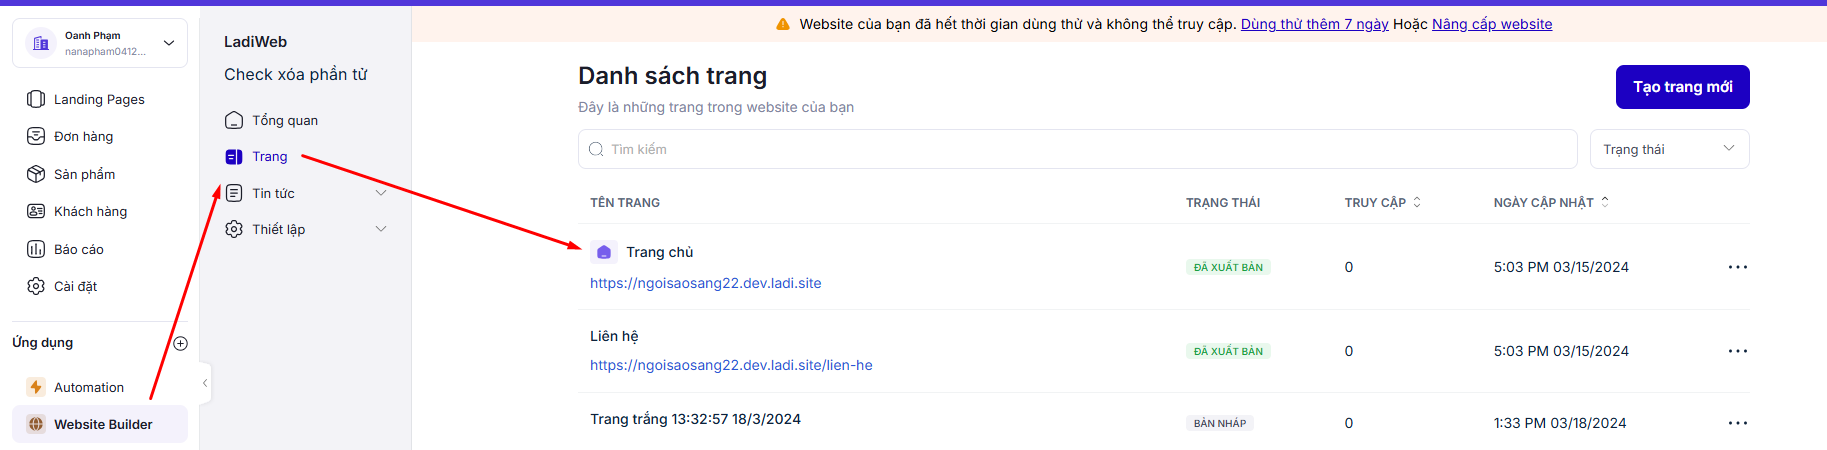 Website của bạn đã hết thời gian dùng thử và không thể truy cập. Dùng thử thêm 7 ngày Hoặc Nâng cấp website
Oanh Phạm
nanapham0412...
Landing Pages
Đơn hàng
Sản phẩm
Khách hàng
Báo cáo
Cài đặt
Ứng dụng
Automation
Website Builder
LadiWeb
Check xóa phần tử
Tổng quan
Trang
Tin tức
Thiết lập
Danh sách trang
Đây là những trang trong website của bạn
Tạo trang mới
Tìm kiếm
Trạng thái
TÊN TRANG TRẠNG THÁI TRUY CẬP NGÀY CẬP NHẬT
Trang chủ
https://ngoisaosang22.dev.ladi.site
ĐÃ XUẤT BẢN 0 5:03 PM 03/15/2024
Liên hệ
https://ngoisaosang22.dev.ladi.site/lien-he
ĐÃ XUẤT BẢN 0 5:03 PM 03/15/2024
Trang trắng 13:32:57 18/3/2024
BẢN NHÁP 0 1:33 PM 03/18/2024